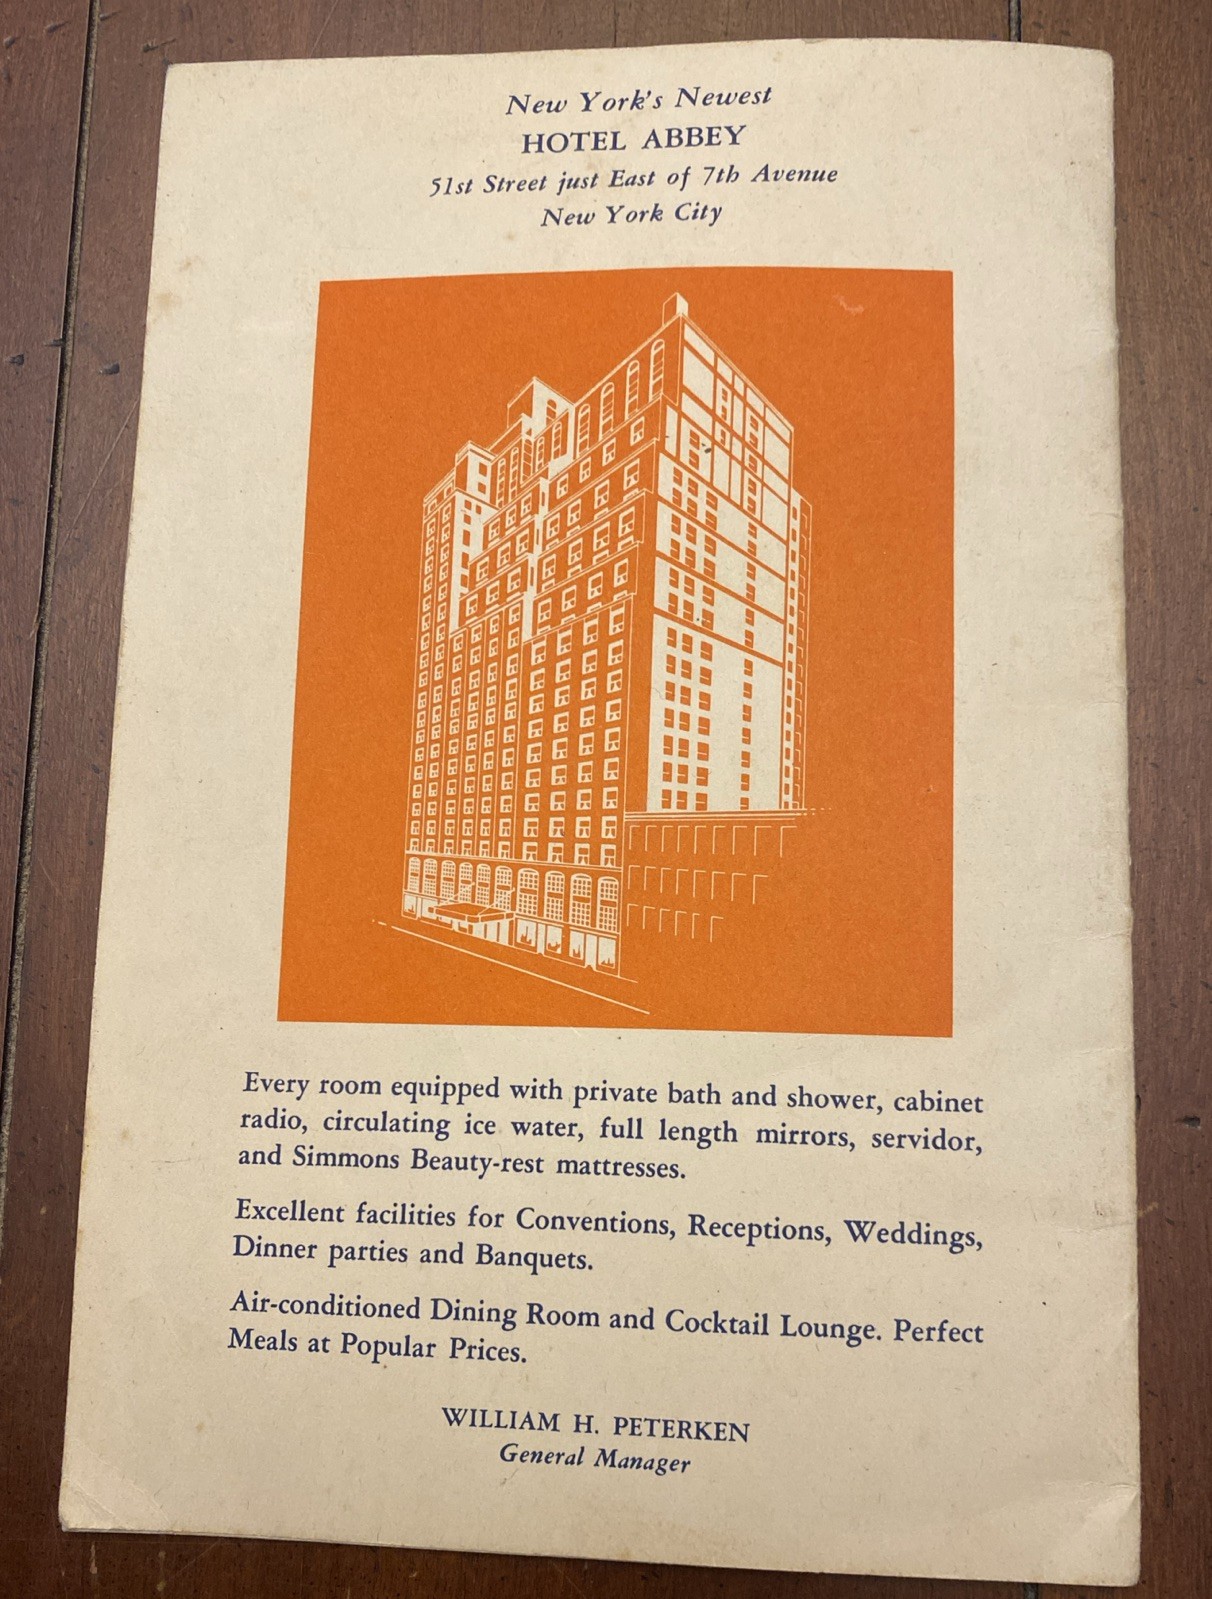 New York's Newest
HOTEL ABBEY
51st Street just East of 7th Avenue
New York City
Every room equipped with private bath and shower, cabinet
radio, circulating ice water, full length mirrors, servidor,
and Simmons Beauty-rest mattresses.
Excellent facilities for Conventions, Receptions, Weddings,
Dinner parties and Banquets.
Air-conditioned Dining Room and Cocktail Lounge. Perfect
Meals at Popular Prices.
WILLIAM H. PETERKEN
General Manager